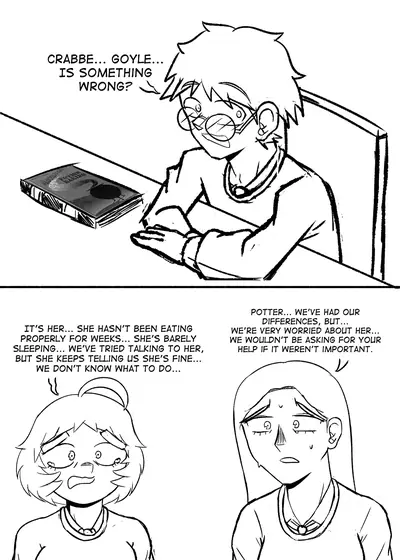 CRABBE... GOYLE...
IS SOMETHING
WRONG?
IT'S HER... SHE HASN'T BEEN EATING
PROPERLY FOR WEEKS... SHE'S BARELY
SLEEPING... WE'VE TRIED TALKING TO HER,
BUT SHE KEEPS TELLING US SHE'S FINE...
WE DON'T KNOW WHAT TO DO...
POTTER... WE'VE HAD OUR
DIFFERENCES, BUT...
WE'RE VERY WORRIED ABOUT HER...
WE WOULDN'T BE ASKING FOR YOUR
HELP IF IT WEREN'T IMPORTANT.